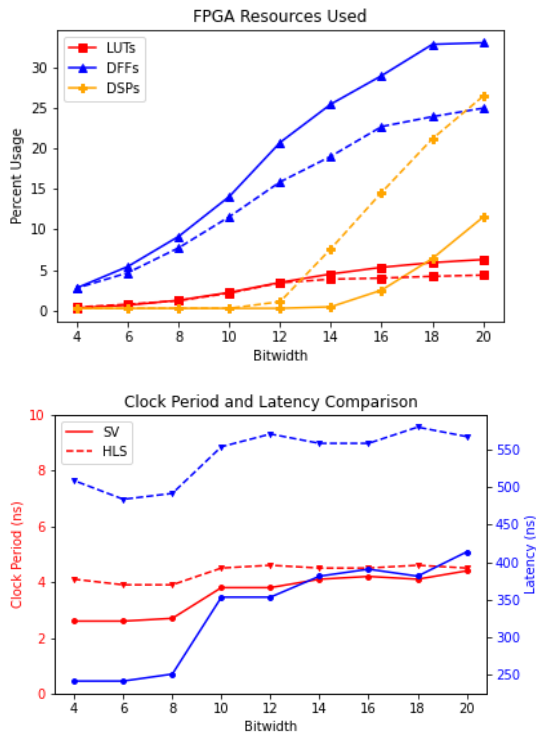 FPGA Resources Used
LUTs
DFFs
DSPs
Percent Usage
30
25
20
15
10
5
0
4 6 8 10 12 14 16 18 20
Bitwidth
Clock Period and Latency Comparison
SV
HLS
Clock Period (ns)
10
8
6
4
2
0
550
500
450
400
350
300
250
Latency (ns)
4 6 8 10 12 14 16 18 20
Bitwidth